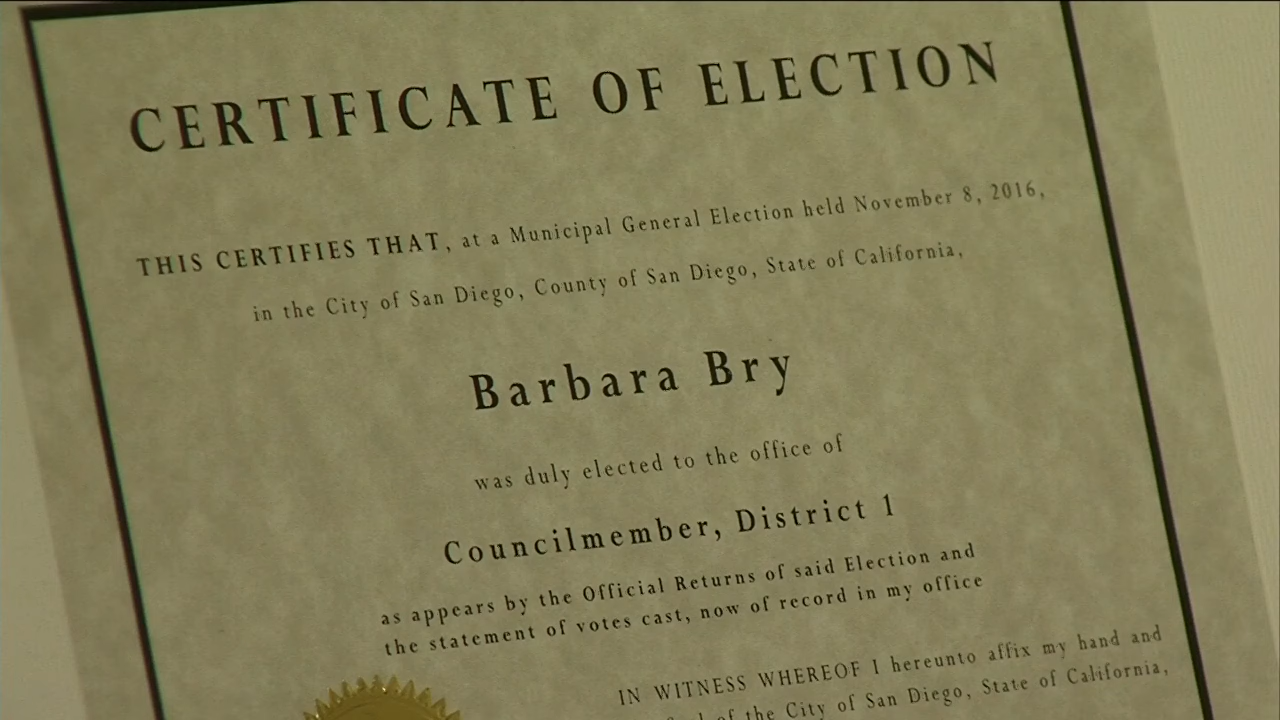 CERTIFICATE OF ELECTION
THIS CERTIFIES THAT, at a Municipal General Election held November 8, 2016,
in the City of San Diego, County of San Diego, State of California,
Barbara Bry
was duly elected to the office of
Councilmember, District 1
as appears by the Official Returns of said Election and
the statement of votes cast, now of record in my office
IN WITNESS WHEREOF I hereunto affix my hand and
of the City of San Diego, State of California,